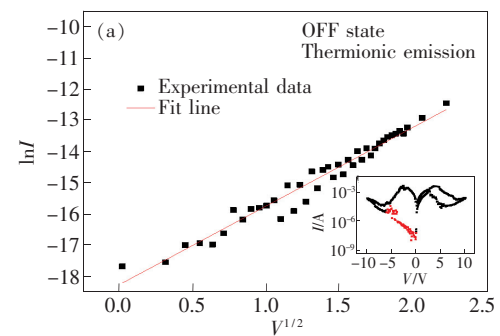 (a)
OFF state
Thermionic emission
Experimental data
Fit line
−10
−11
−12
−13
−14
−15
−16
−17
−18
lnI
0
0.5
1.0
1.5
2.0
2.5
V^{1/2}
10^{−3}
10^{−6}
10^{−9}
I/A
−10 −5 0 5 10
V/V